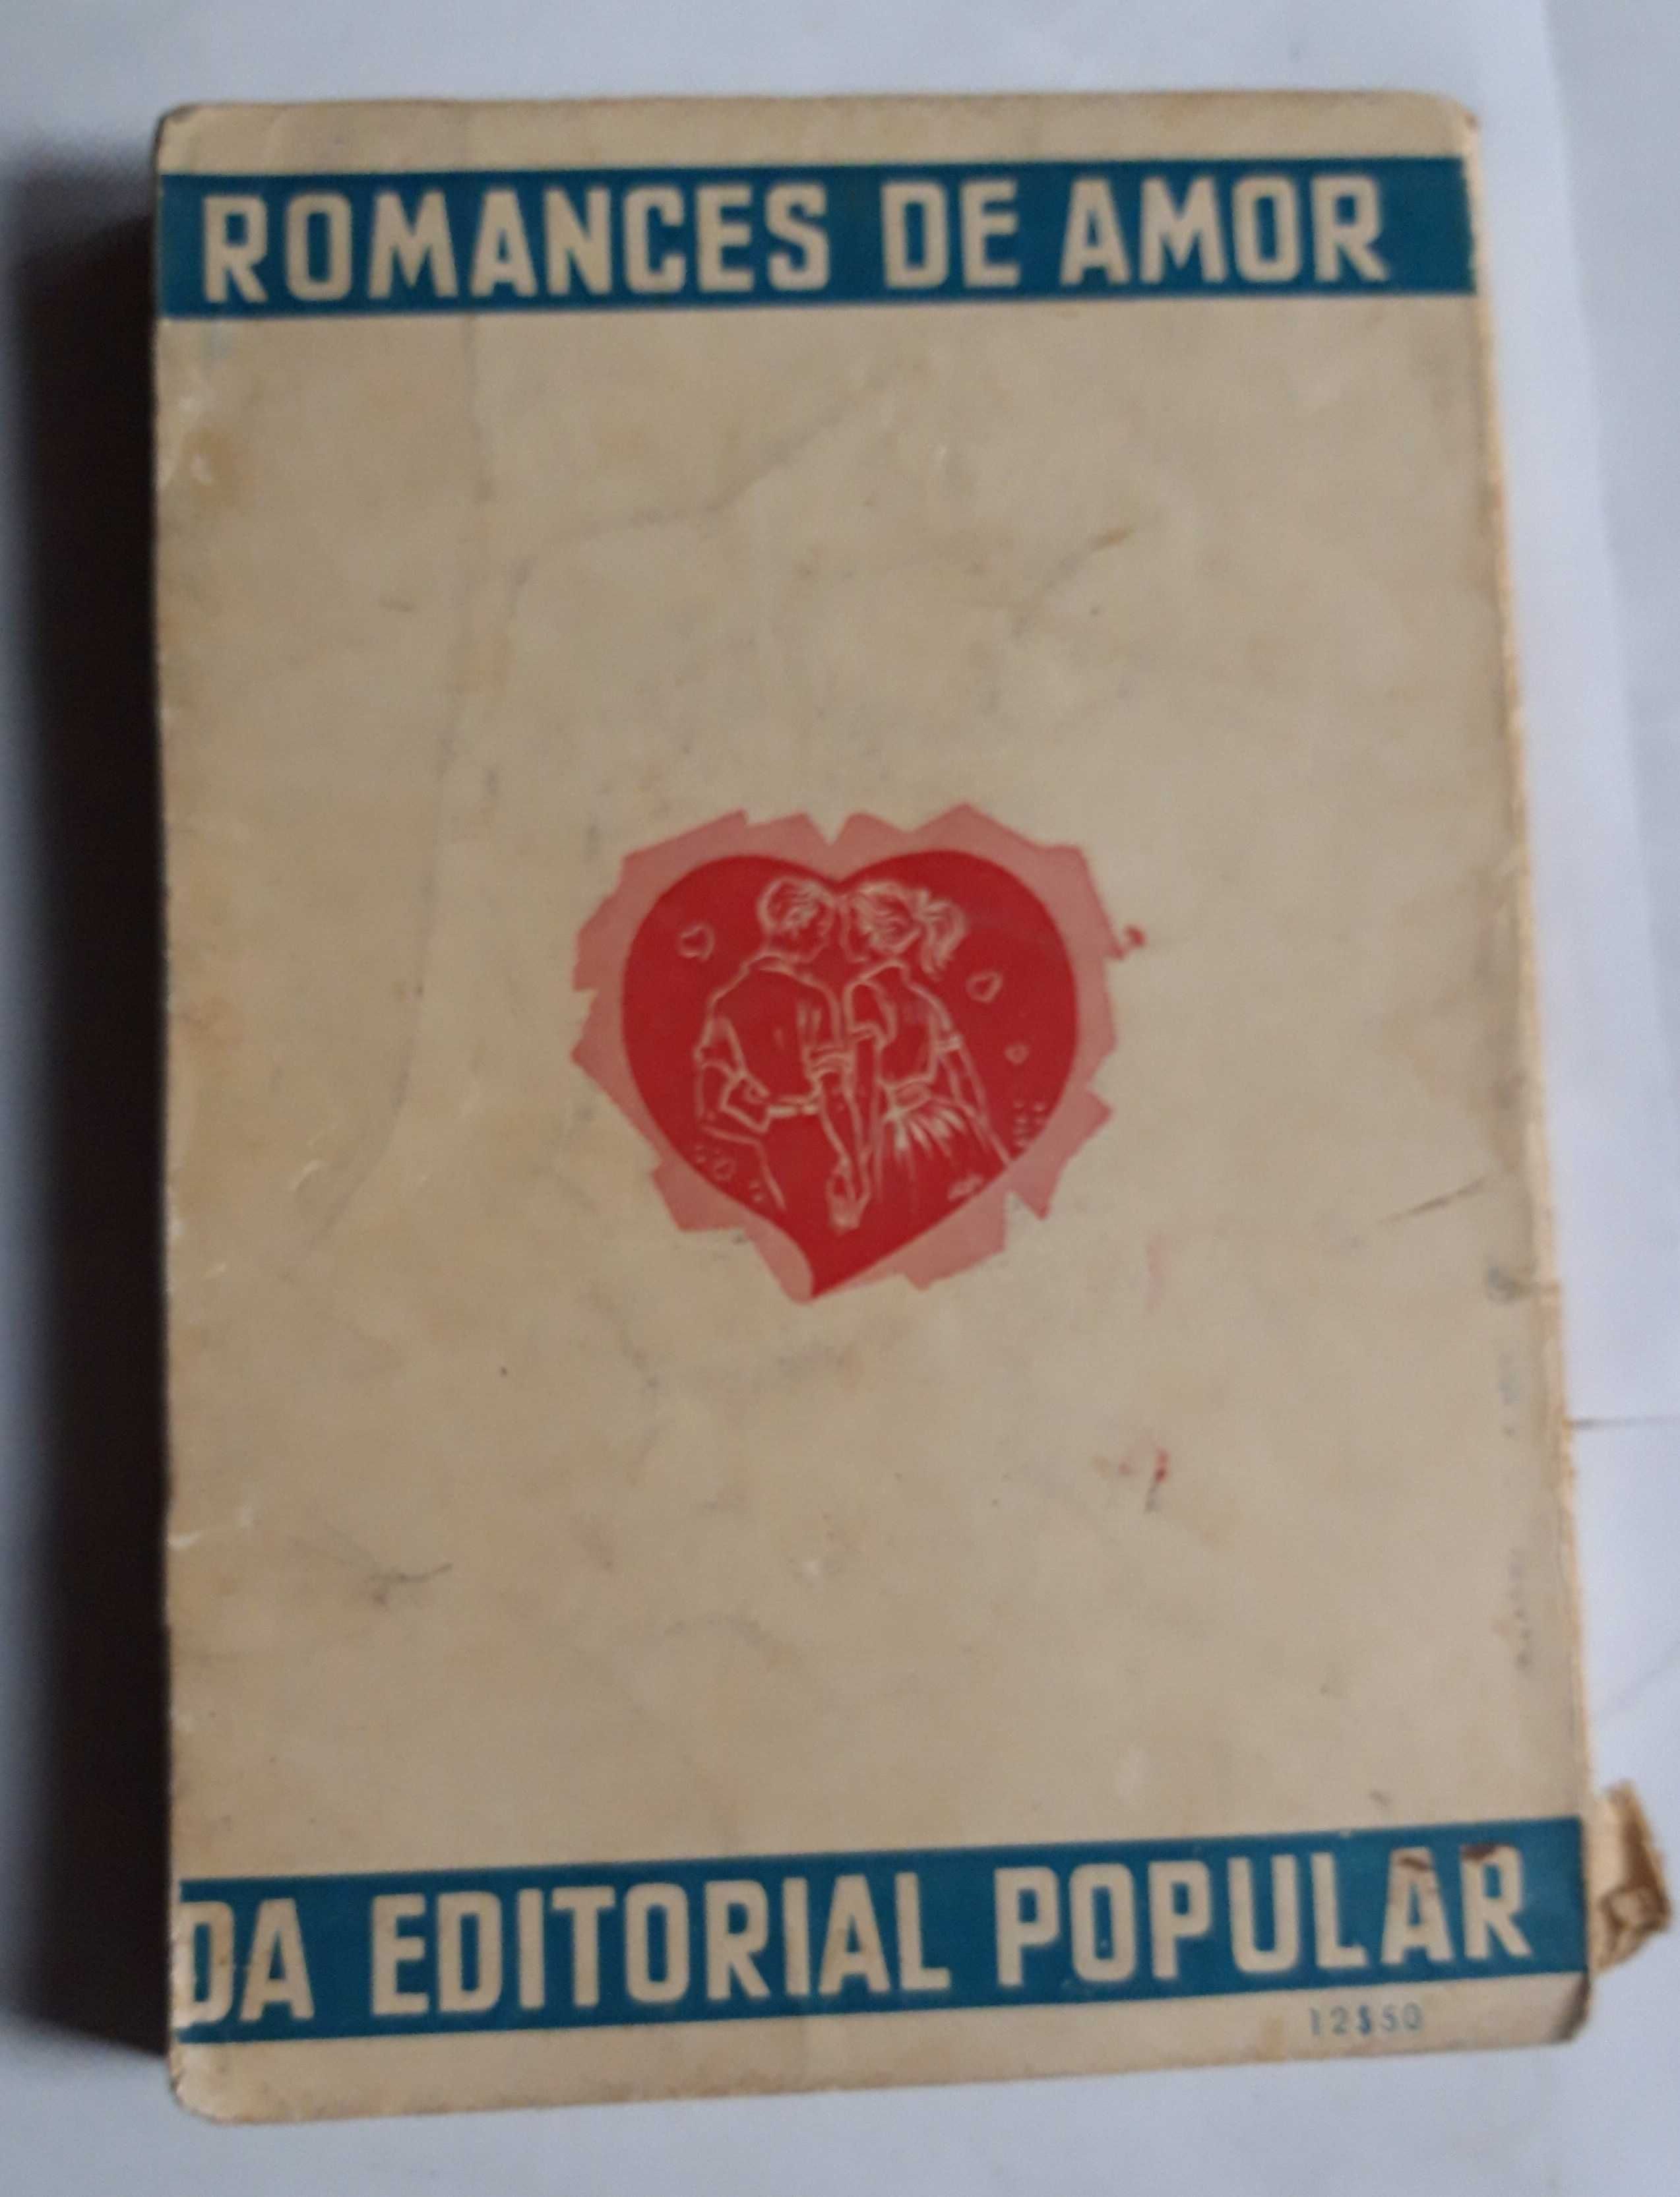 ROMANCES DE AMOR
DA EDITORIAL POPULAR
12$50